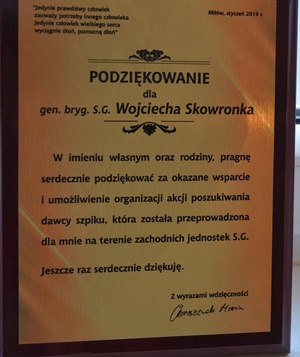 "Jedynie prawdziwy człowiek
zauważy potrzeby innego człowieka
Jedynie człowiek wielkiego serca
wyciągnie dłoń, pomocną dłoń"
Miłów, styczeń 2019 r.
PODZIĘKOWANIE
dla
gen. bryg. S.G. Wojciecha Skowronka
W imieniu własnym oraz rodziny, pragnę
serdecznie podziękować za okazane wsparcie
i umożliwienie organizacji akcji poszukiwania
dawcy szpiku, która została przeprowadzona
dla mnie na terenie zachodnich jednostek S.G.
Jeszcze raz serdecznie dziękuję.
Z wyrazami wdzięczności